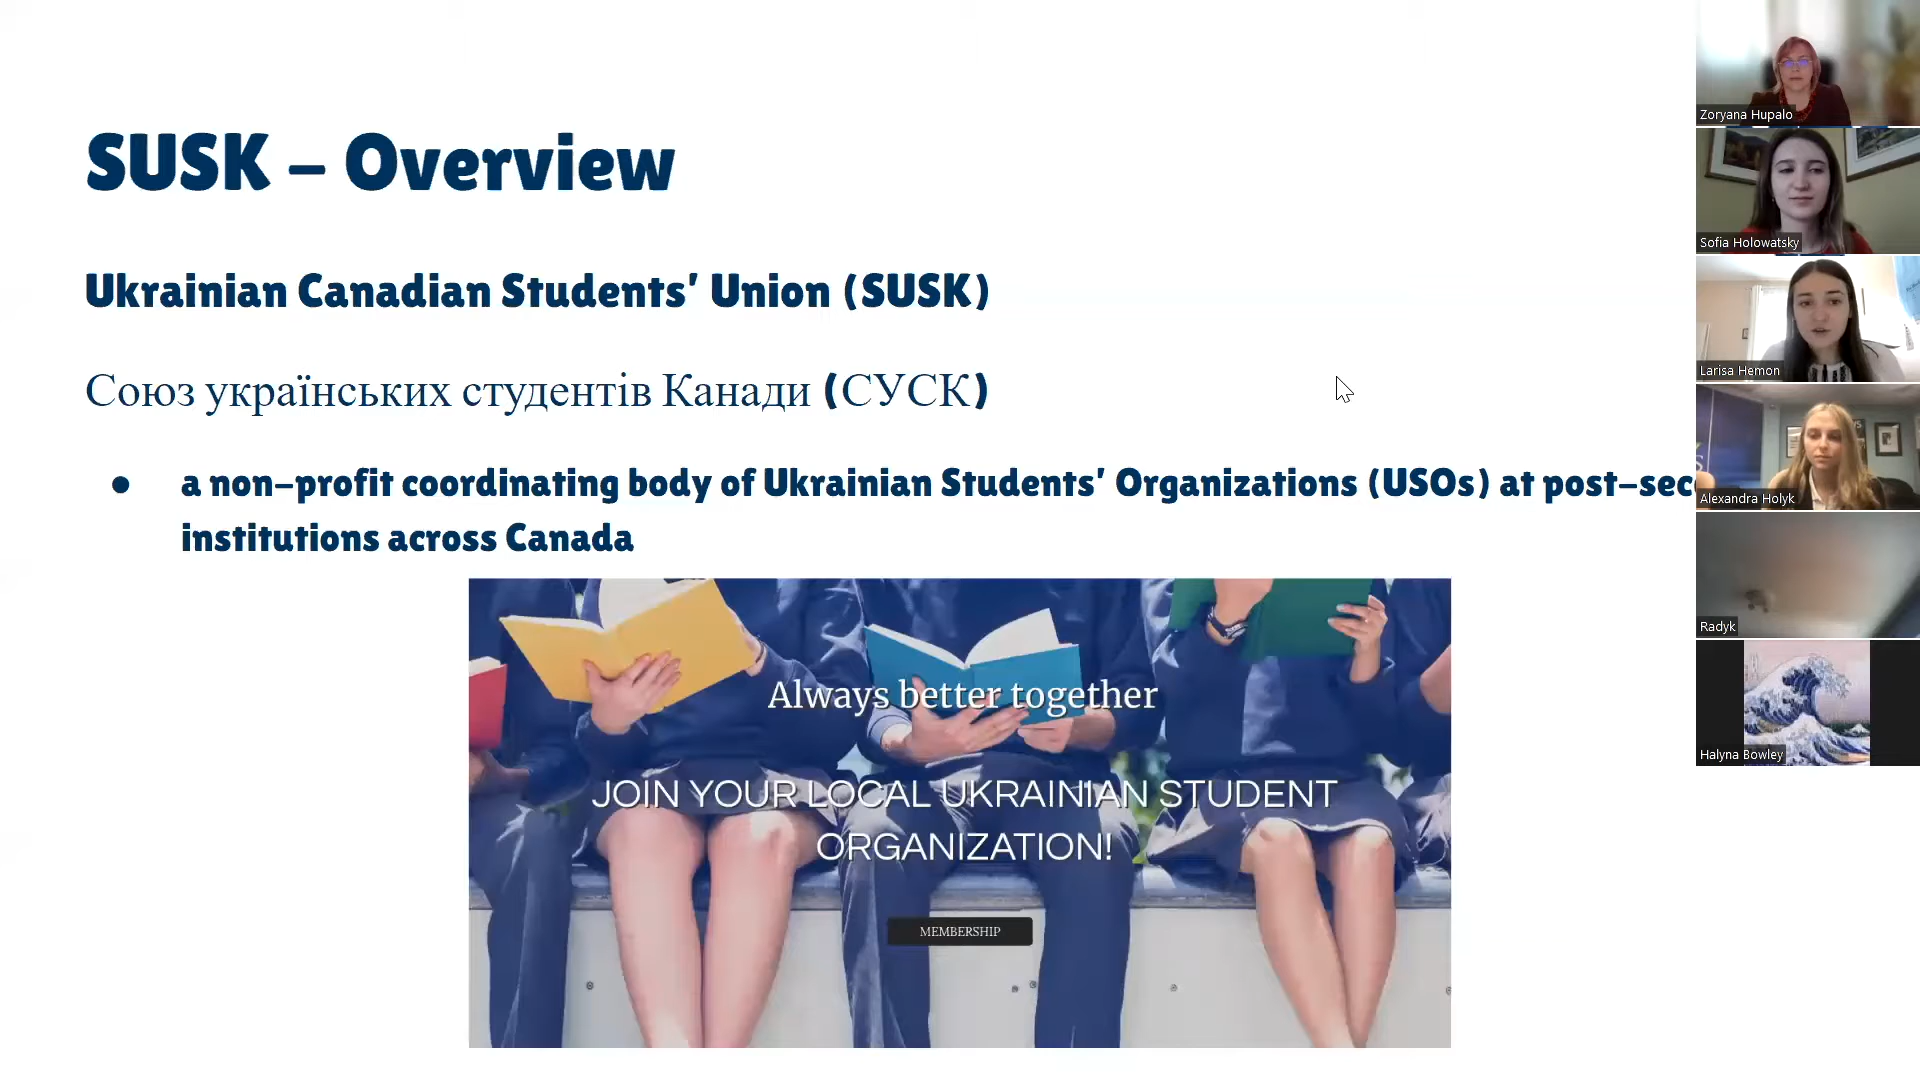 SUSK – Overview
Ukrainian Canadian Students' Union (SUSK)
Союз українських студентів Канади (СУСК)
● a non-profit coordinating body of Ukrainian Students' Organizations (USOs) at
institutions across Canada
Always better together
JOIN YOUR LOCAL UKRAINIAN STUDENT
ORGANIZATION!
MEMBERSHIP
Zoryana Hupalo
Sofia Holowatsky
Larisa Hemon
Alexandra Holyk
Radyk
Halyna Bowley